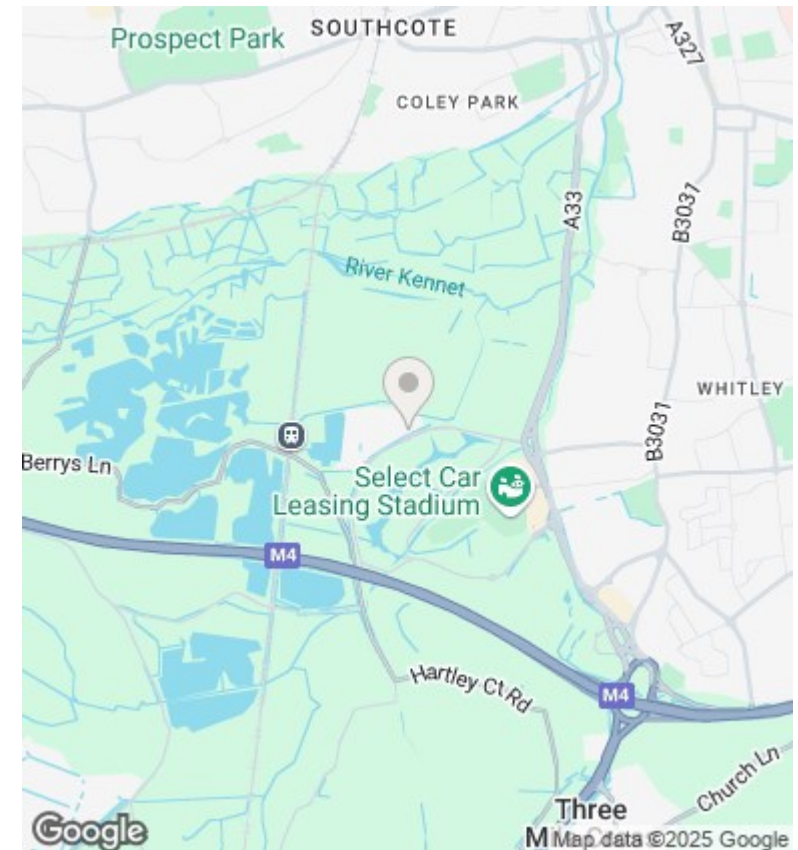 Prospect Park
SOUTHCOTE
A327
COLEY PARK
A33
B3031
River Kennet
WHITLEY
B3031
Berrys Ln
Select Car
Leasing Stadium
M4
Hartley Ct Rd
M4
Church Ln
Three
M
Google
Map data ©2025 Google